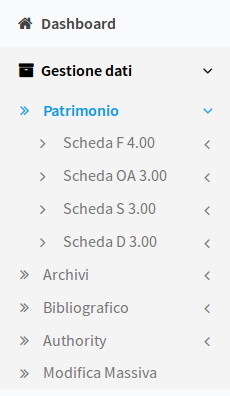 Dashboard
Gestione dati
Patrimonio
Scheda F 4.00
Scheda OA 3.00
Scheda S 3.00
Scheda D 3.00
Archivi
Bibliografico
Authority
Modifica Massiva